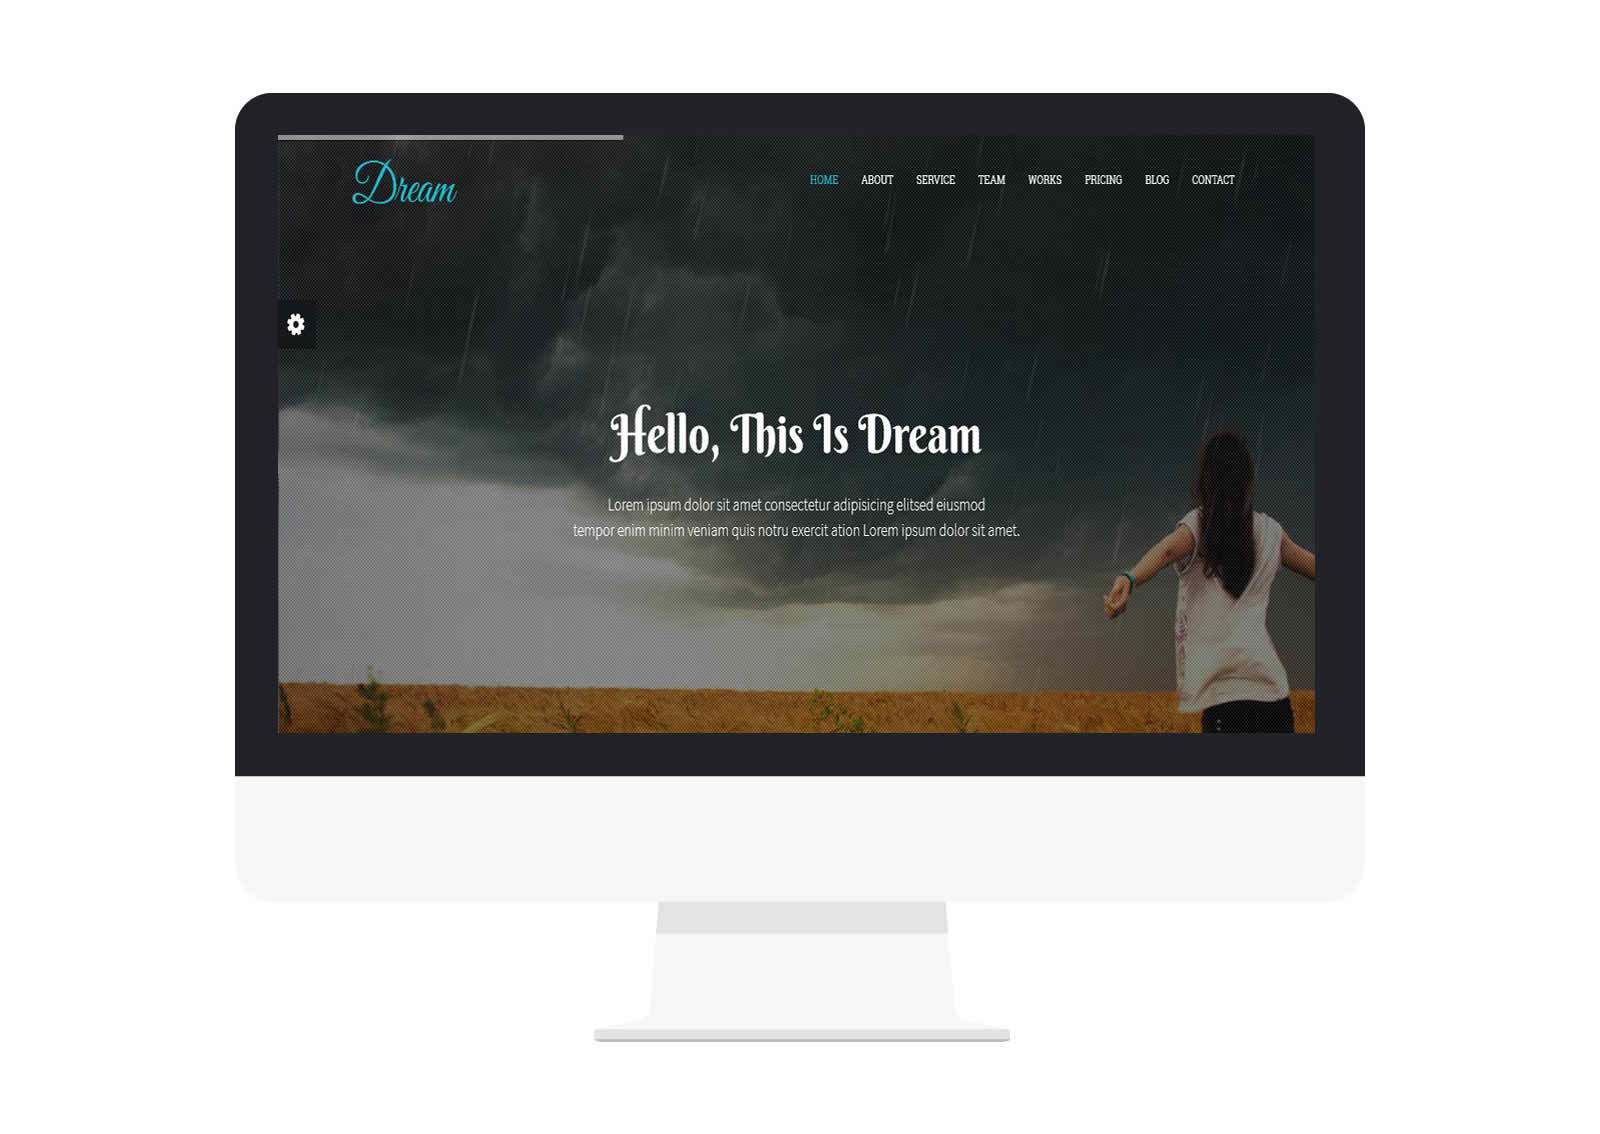 Dream
HOME ABOUT SERVICE TEAM WORKS PRICING BLOG CONTACT
Hello, This Is Dream
Lorem ipsum dolor sit amet consectetur adipisicing elitsed eiusmod
tempor enim minim veniam quis notru exercit ation Lorem ipsum dolor sit amet.